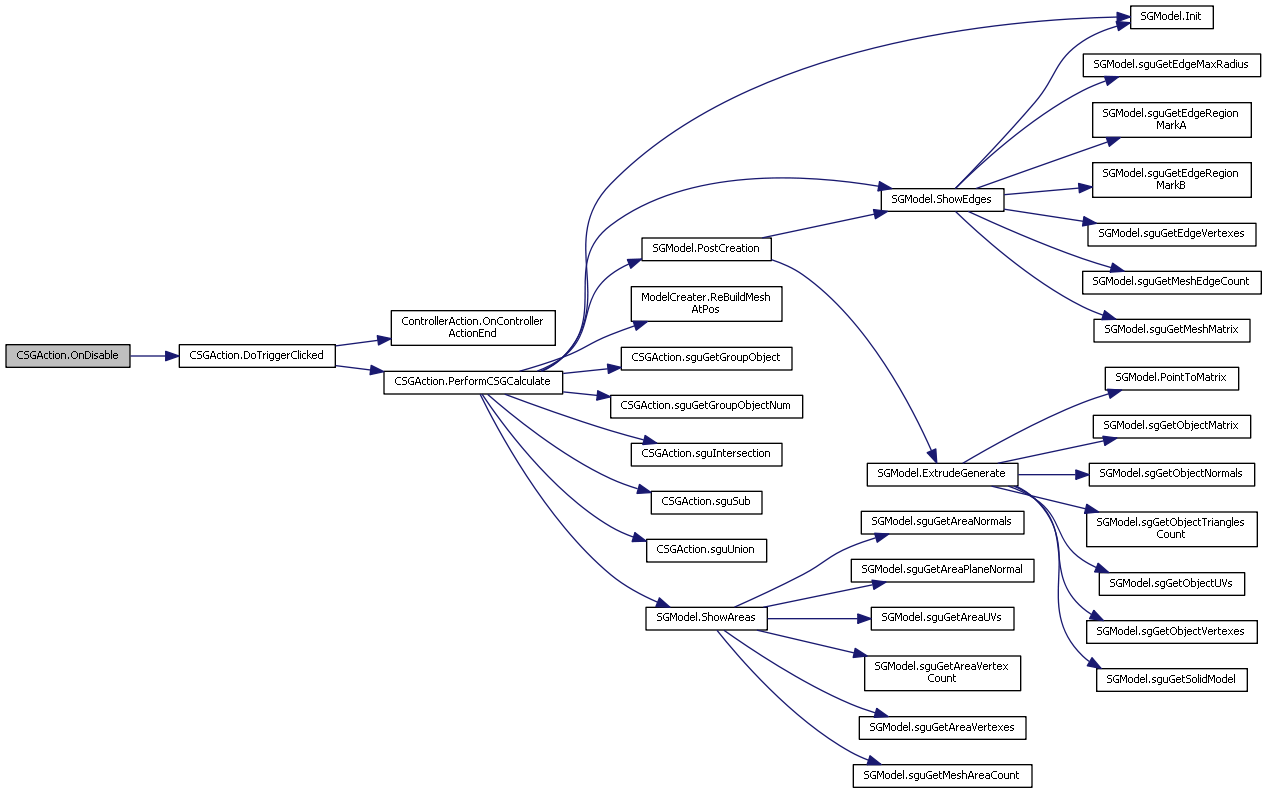 CSGAction.OnDisable
CSGAction.DoTriggerClicked
ControllerAction.OnController
ActionEnd
CSGAction.PerformCSGCalculate
SGModel.PostCreation
ModelCreater.ReBuildMesh
AtPos
CSGAction.sguGetGroupObject
CSGAction.sguGetGroupObjectNum
CSGAction.sguIntersection
CSGAction.sguSub
CSGAction.sguUnion
SGModel.ShowAreas
SGModel.ShowEdges
SGModel.ExtrudeGenerate
SGModel.sguGetAreaNormals
SGModel.sguGetAreaPlaneNormal
SGModel.sguGetAreaUVs
SGModel.sguGetAreaVertex
Count
SGModel.sguGetAreaVertexes
SGModel.sguGetMeshAreaCount
SGModel.Init
SGModel.sguGetEdgeMaxRadius
SGModel.sguGetEdgeRegion
MarkA
SGModel.sguGetEdgeRegion
MarkB
SGModel.sguGetEdgeVertexes
SGModel.sguGetMeshEdgeCount
SGModel.sguGetMeshMatrix
SGModel.PointToMatrix
SGModel.sgGetObjectMatrix
SGModel.sgGetObjectNormals
SGModel.sgGetObjectTriangles
Count
SGModel.sgGetObjectUVs
SGModel.sgGetObjectVertexes
SGModel.sguGetSolidModel